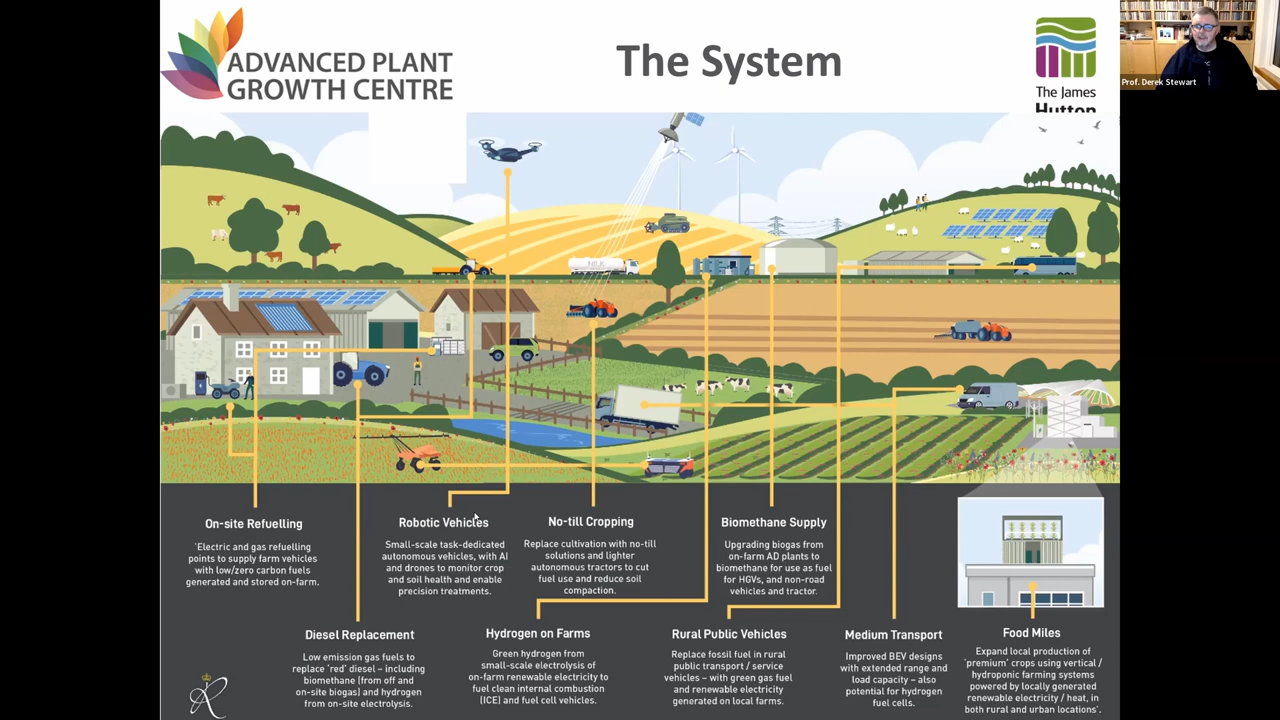 ADVANCED PLANT
GROWTH CENTRE
The System
The James
Hutton
Prof. Derek Stewart
MILK
On-site Refuelling
'Electric and gas refuelling
points to supply farm vehicles
with low/zero carbon fuels
generated and stored on-farm.
Robotic Vehicles
Small-scale task-dedicated
autonomous vehicles, with AI
and drones to monitor crop
and soil health and enable
precision treatments.
No-till Cropping
Replace cultivation with no-till
solutions and lighter
autonomous tractors to cut
fuel use and reduce soil
compaction.
Biomethane Supply
Upgrading biogas from
on-farm AD plants to
biomethane for use as fuel
for HGVs, and non-road
vehicles and tractor.
Diesel Replacement
Low emission gas fuels to
replace 'red' diesel – including
biomethane (from off and
on-site biogas) and hydrogen
from on-site electrolysis.
Hydrogen on Farms
Green hydrogen from
small-scale electrolysis of
on-farm renewable electricity to
fuel clean internal combustion
(ICE) and fuel cell vehicles.
Rural Public Vehicles
Replace fossil fuel in rural
public transport / service
vehicles – with green gas fuel
and renewable electricity
generated on local farms.
Medium Transport
Improved BEV designs
with extended range and
load capacity – also
potential for hydrogen
fuel cells.
Food Miles
Expand local production of
'premium' crops using vertical /
hydroponic farming systems
powered by locally generated
renewable electricity / heat, in
both rural and urban locations'.
R